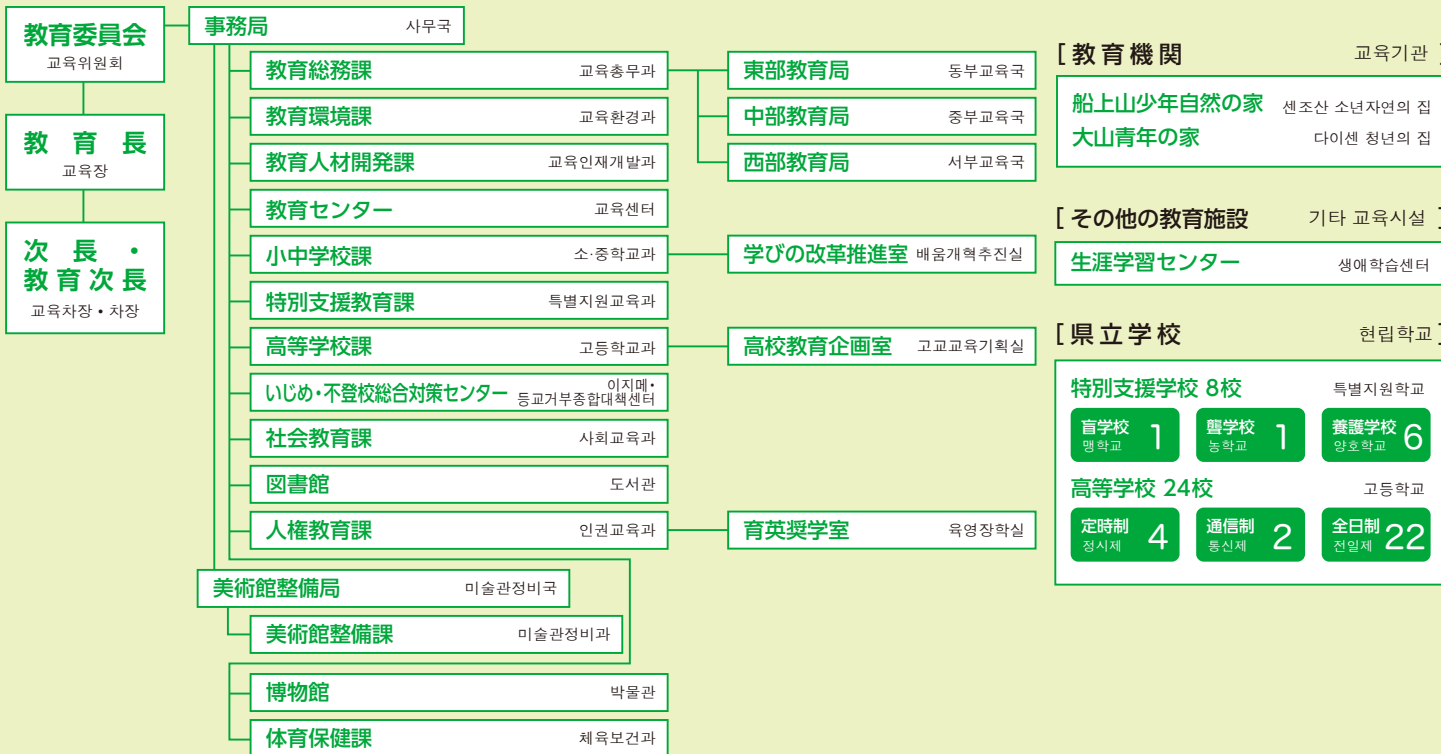 教育委員会
교육위원회
教育長
교육장
次長・
教育次長
교육차장・차장
事務局 사무국
教育総務課 교육총무과
教育環境課 교육환경과
教育人材開発課 교육인재개발과
教育センター 교육센터
小中学校課 소·중학교과
特別支援教育課 특별지원교육과
高等学校課 고등학교과
いじめ・不登校総合対策センター 이지메・
등교거부종합대책센터
社会教育課 사회교육과
図書館 도서관
人権教育課 인권교육과
美術館整備局 미술관정비국
美術館整備課 미술관정비과
博物館 박물관
体育保健課 체육보건과
東部教育局 동부교육국
中部教育局 중부교육국
西部教育局 서부교육국
学びの改革推進室 배움개혁추진실
高校教育企画室 고교교육기획실
育英奨学室 육영장학실
[教育機関 교육기관]
船上山少年自然の家 센조산 소년자연의 집
大山青年の家 다이센 청년의 집
[その他の教育施設 기타 교육시설]
生涯学習センター 생애학습센터
[県立学校 현립학교]
特別支援学校 8校 특별지원학교
盲学校 맹학교 1
聾学校 농학교 1
養護学校 양호학교 6
高等学校 24校 고등학교
定時制 정시제 4
通信制 통신제 2
全日制 전일제 22